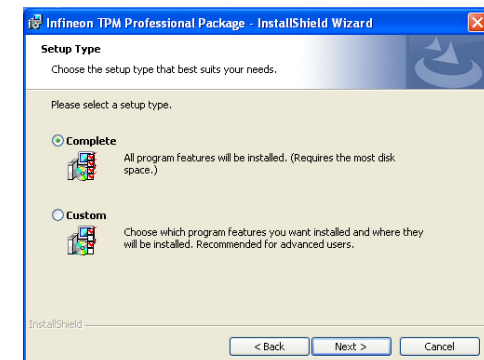 Infineon TPM Professional Package - InstallShield Wizard
Setup Type
Choose the setup type that best suits your needs.
Please select a setup type.
Complete
All program features will be installed. (Requires the most disk
space.)
Custom
Choose which program features you want installed and where they
will be installed. Recommended for advanced users.
InstallShield
< Back Next > Cancel